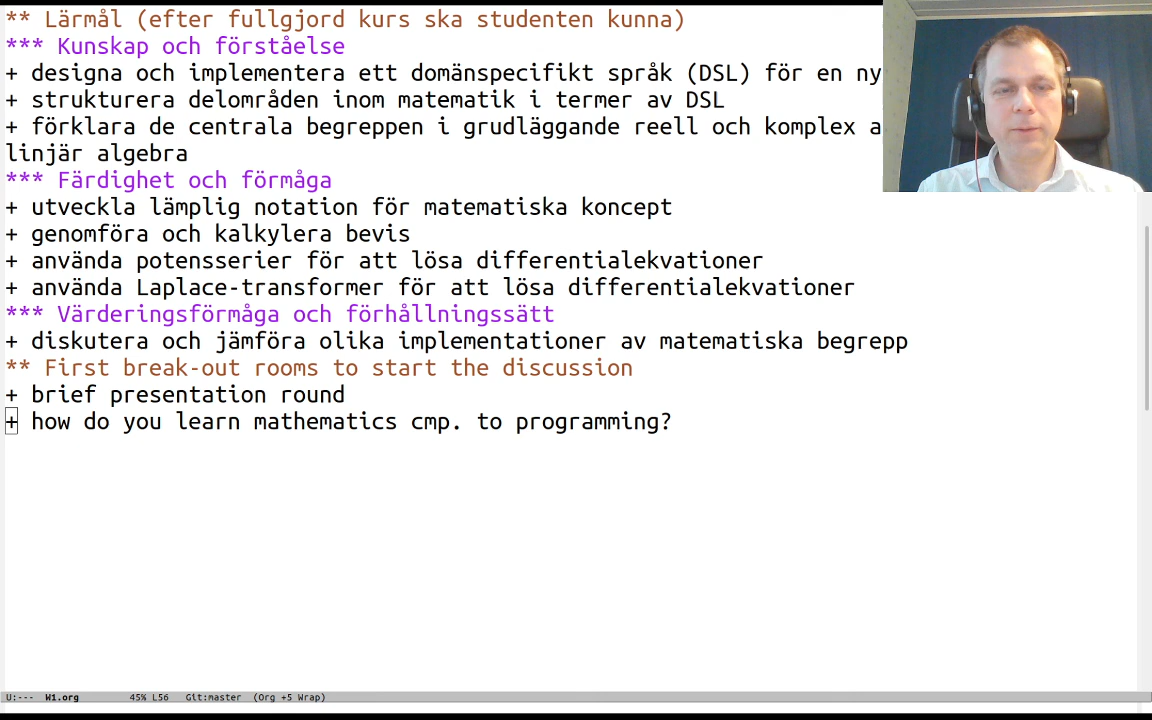 ** Lärmål (efter fullgjord kurs ska studenten kunna)
*** Kunskap och förståelse
+ designa och implementera ett domänspecifikt språk (DSL) för en ny
+ strukturera delområden inom matematik i termer av DSL
+ förklara de centrala begreppen i grudläggande reell och komplex a
linjär algebra
*** Färdighet och förmåga
+ utveckla lämplig notation för matematiska koncept
+ genomföra och kalkylera bevis
+ använda potensserier för att lösa differentialekvationer
+ använda Laplace-transformer för att lösa differentialekvationer
*** Värderingsförmåga och förhållningssätt
+ diskutera och jämföra olika implementationer av matematiska begrepp
** First break-out rooms to start the discussion
+ brief presentation round
+ how do you learn mathematics cmp. to programming?
U:--- W1.org 45% L56 Git:master (Org +5 Wrap)